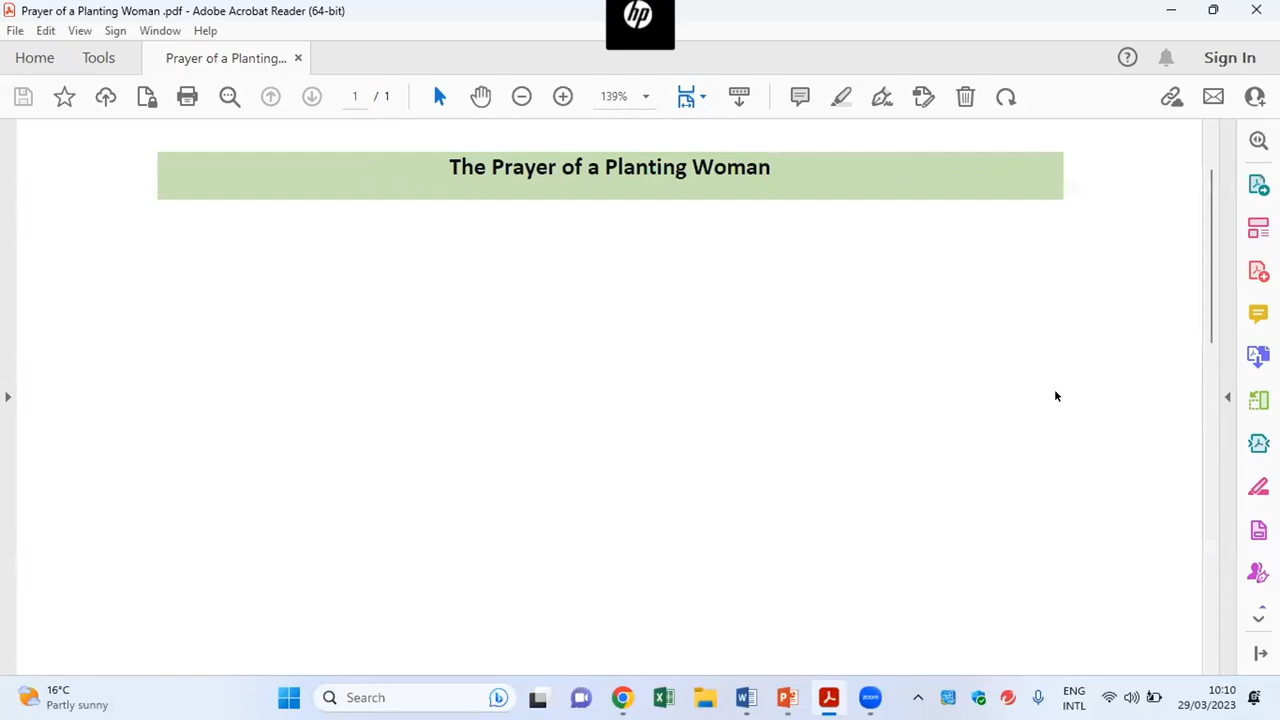 Prayer of a Planting Woman .pdf - Adobe Acrobat Reader (64-bit)
hp
File Edit View Sign Window Help
Home Tools Prayer of a Planting... Sign In
1 / 1 139%
The Prayer of a Planting Woman
16°C
Partly sunny
Search
zoom
ENG
INTL
10:10
29/03/2023